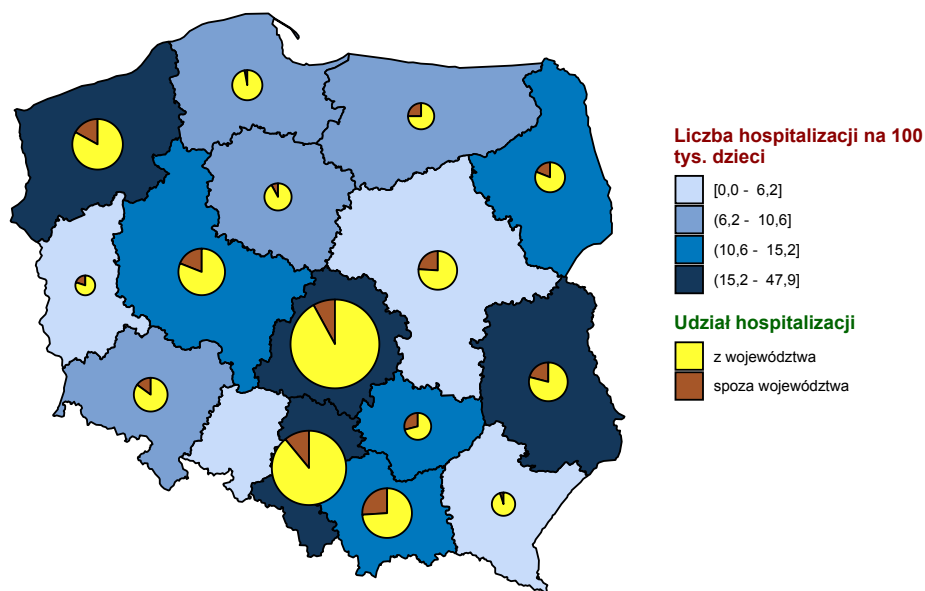 Liczba hospitalizacji na 100
tys. dzieci
[0,0 - 6,2]
(6,2 - 10,6]
(10,6 - 15,2]
(15,2 - 47,9]
Udział hospitalizacji
z województwa
spoza województwa